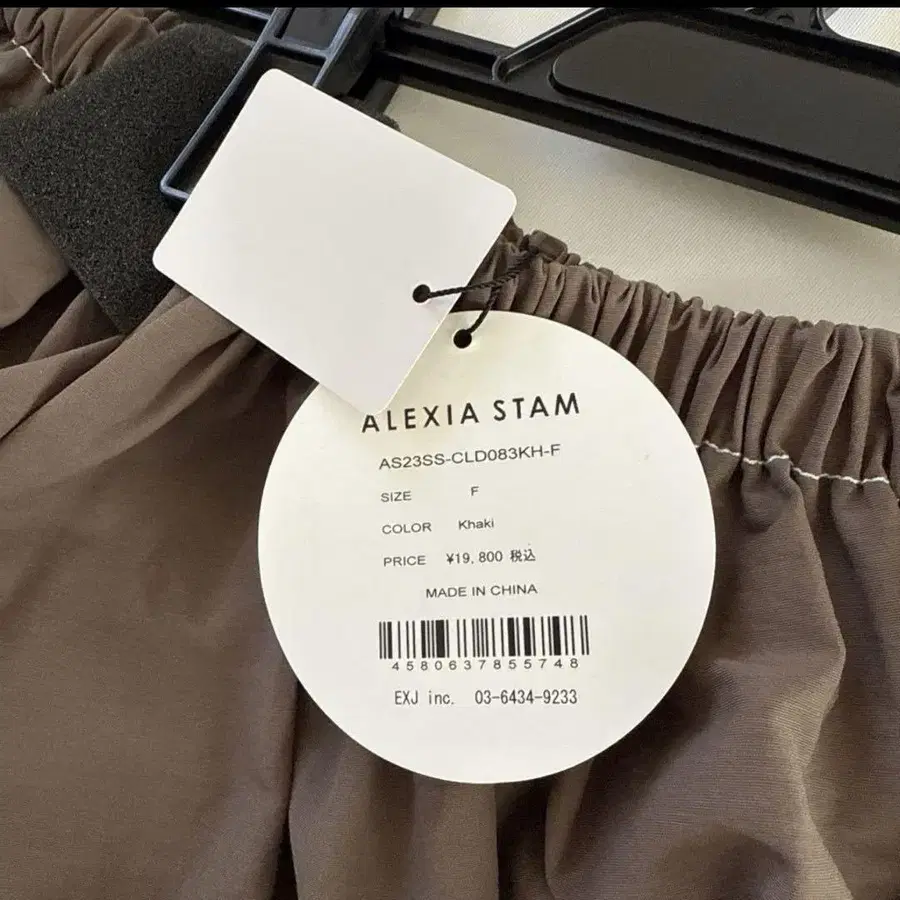 ALEXIA STAM
AS23SS-CLD083KH-F
SIZE F
COLOR Khaki
PRICE ¥19,800 税込
MADE IN CHINA
4580637855748
EXJ inc. 03-6434-9233